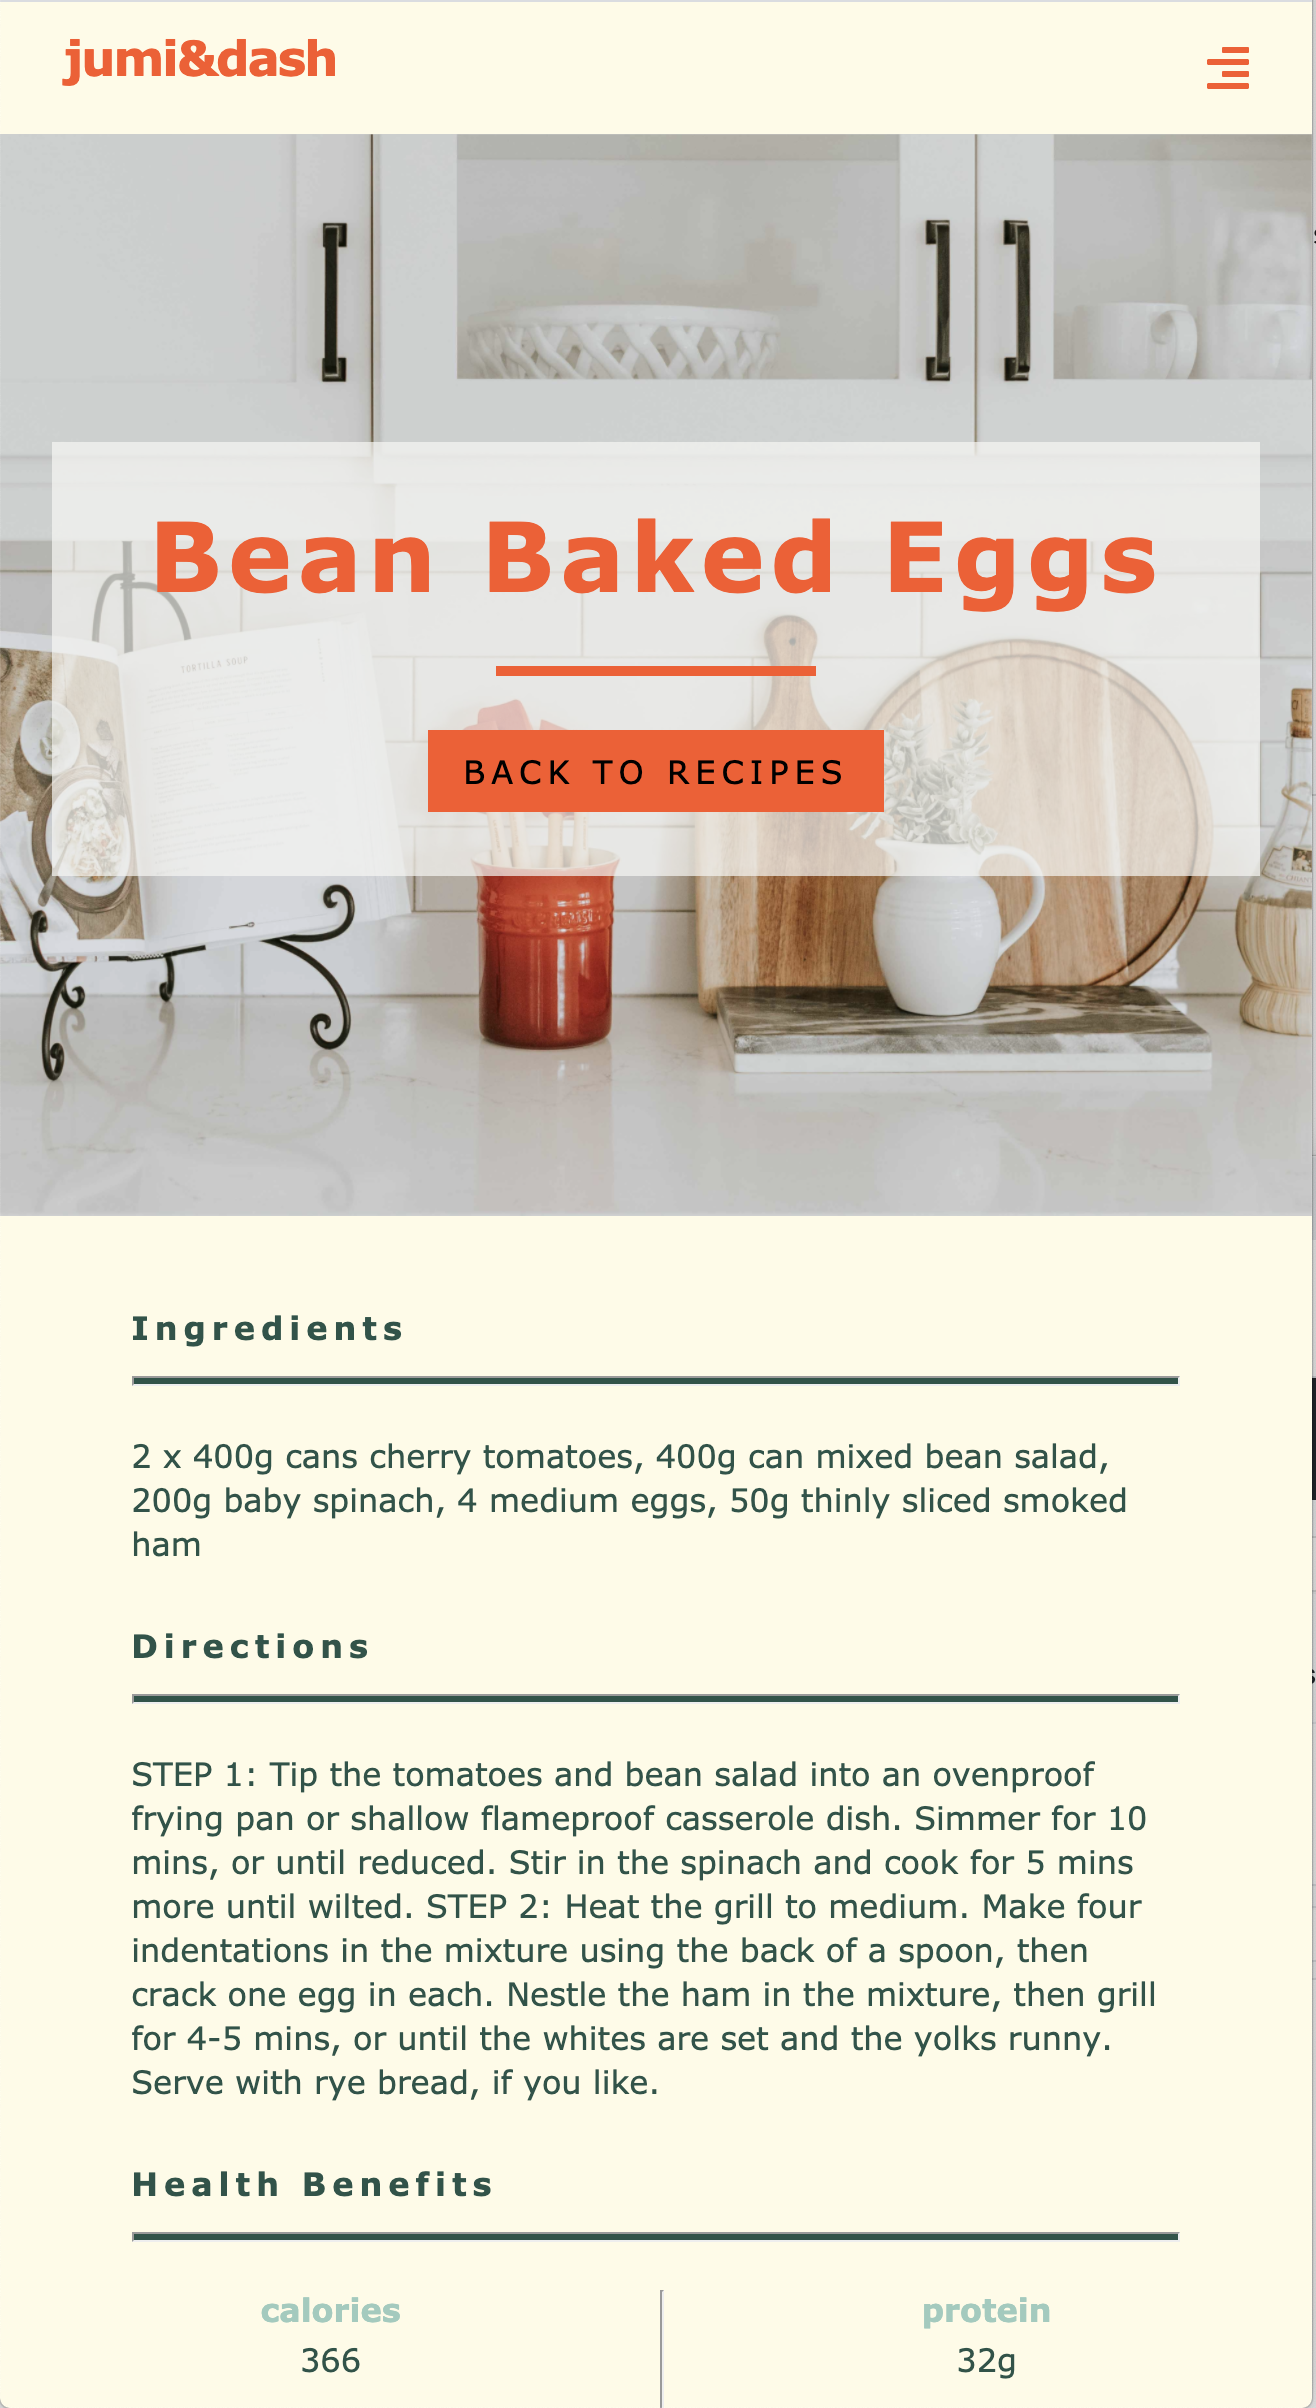 jumi&dash
Bean Baked Eggs
TORTILLA SOUP
BACK TO RECIPES
Ingredients
2 x 400g cans cherry tomatoes, 400g can mixed bean salad,
200g baby spinach, 4 medium eggs, 50g thinly sliced smoked
ham
Directions
STEP 1: Tip the tomatoes and bean salad into an ovenproof
frying pan or shallow flameproof casserole dish. Simmer for 10
mins, or until reduced. Stir in the spinach and cook for 5 mins
more until wilted. STEP 2: Heat the grill to medium. Make four
indentations in the mixture using the back of a spoon, then
crack one egg in each. Nestle the ham in the mixture, then grill
for 4-5 mins, or until the whites are set and the yolks runny.
Serve with rye bread, if you like.
Health Benefits
calories
366
protein
32g